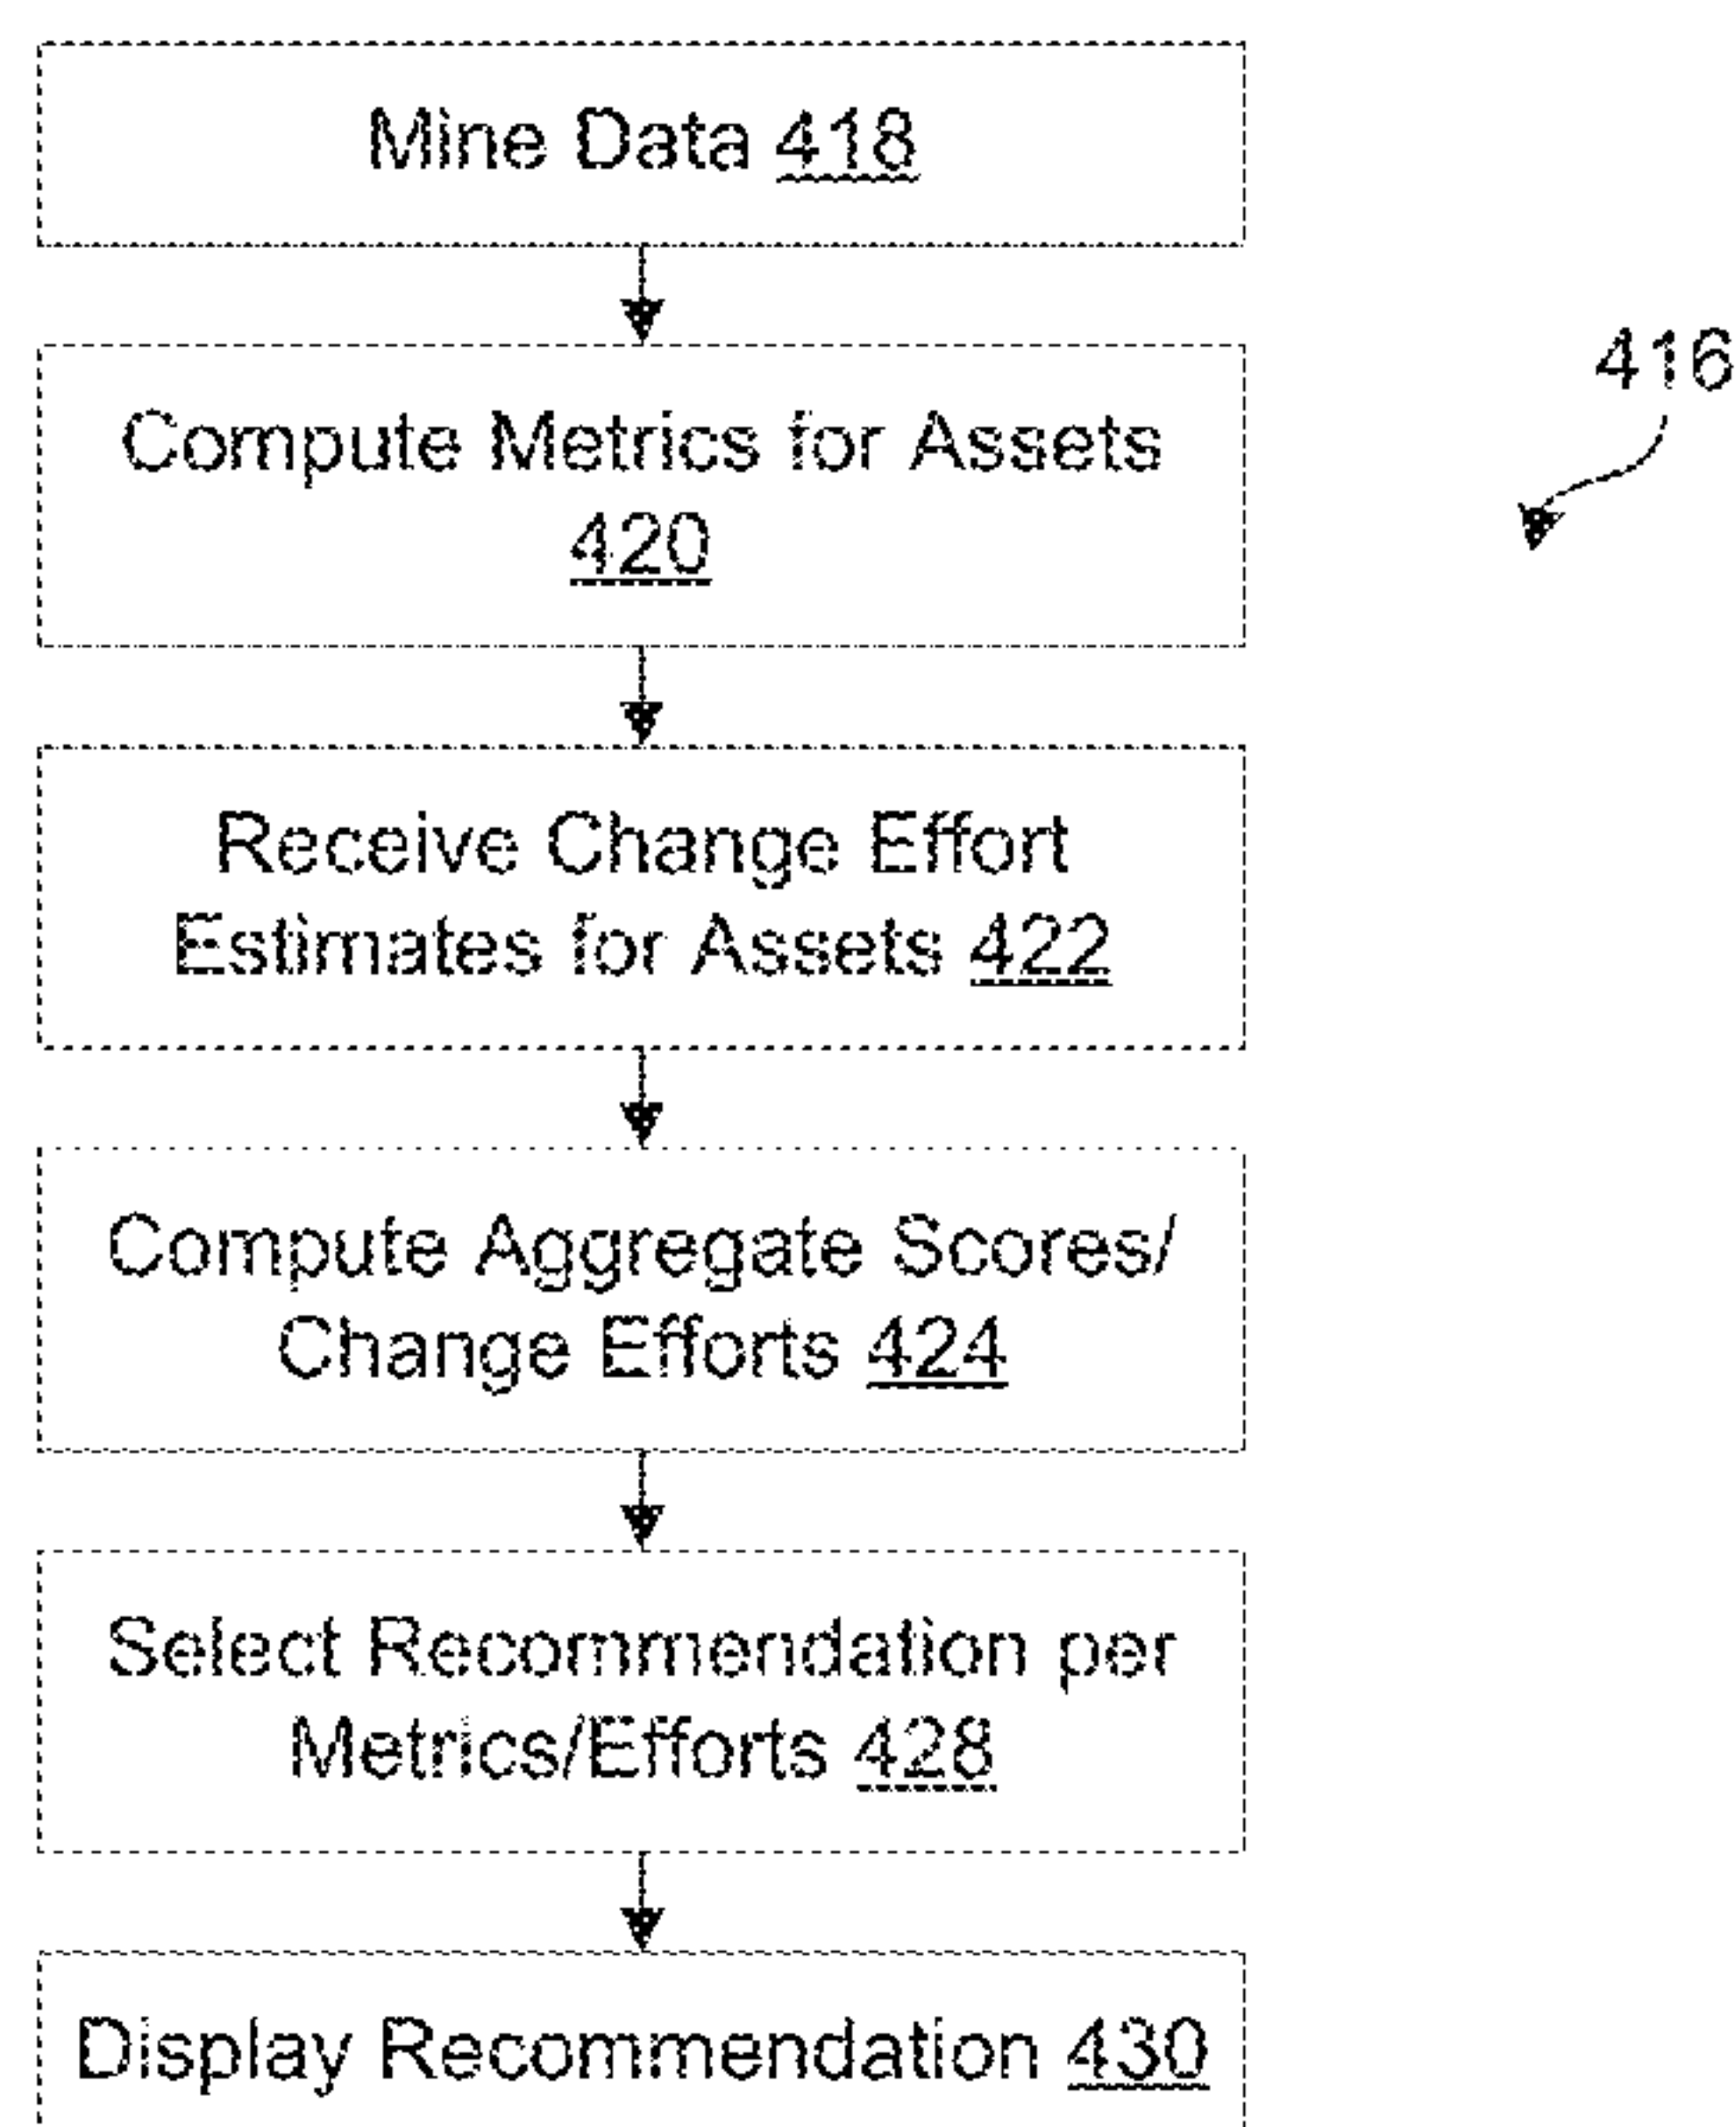 Mine Data 418
Compute Metrics for Assets
420
416
Receive Change Effort
Estimates for Assets 422
Compute Aggregate Scores/
Change Efforts 424
Select Recommendation per
Metrics/Efforts 428
Display Recommendation 430